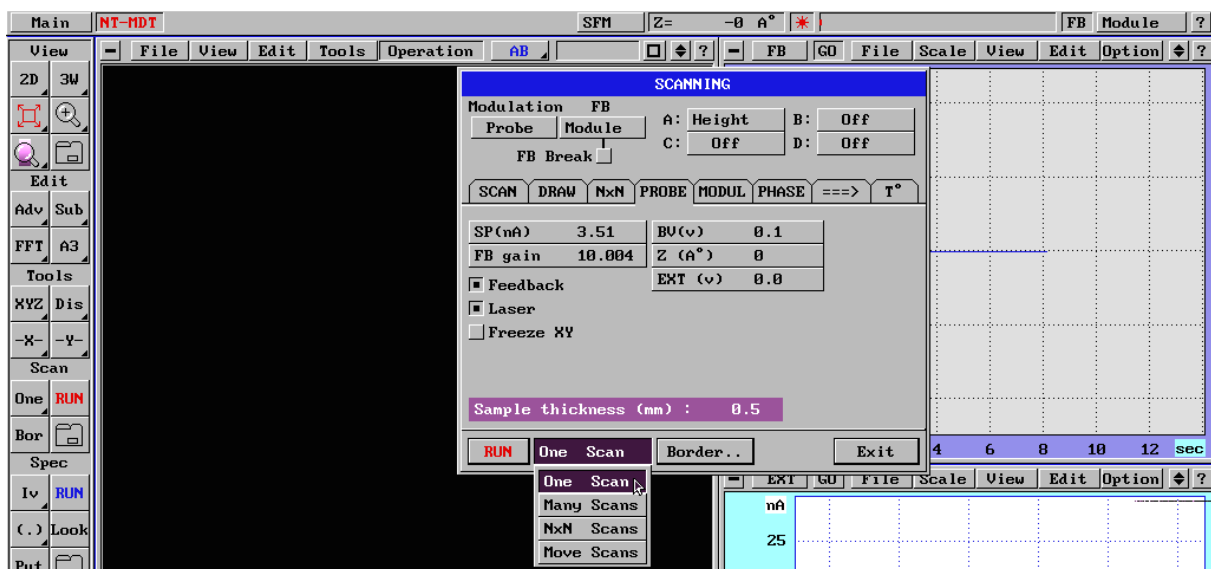 Main NT-MDT SFM Z= -0 A° FB Module ?
View - File View Edit Tools Operation AB ? - FB GO File Scale View Edit Option ?
2D 3W
SCANNING
Modulation FB
Probe Module
A: Height B: Off
C: Off D: Off
FB Break
Edit
SCAN DRAW NxN PROBE MODUL PHASE ===> T°
Adv Sub
SP(nA) 3.51 BV(v) 0.1
FFT A3
FB gain 10.004 Z (A°) 0
Tools
Feedback EXT (v) 0.0
XYZ Dis
Laser
-X- -Y-
Freeze XY
Scan
One RUN
Sample thickness (mm) : 0.5
Bor
RUN One Scan Border.. Exit 4 6 8 10 12 sec
Spec
One Scan
EXT GO File Scale View Edit Option ?
Iv RUN
Many Scans nA
(.) Look
NxN Scans
25
Move Scans
Put